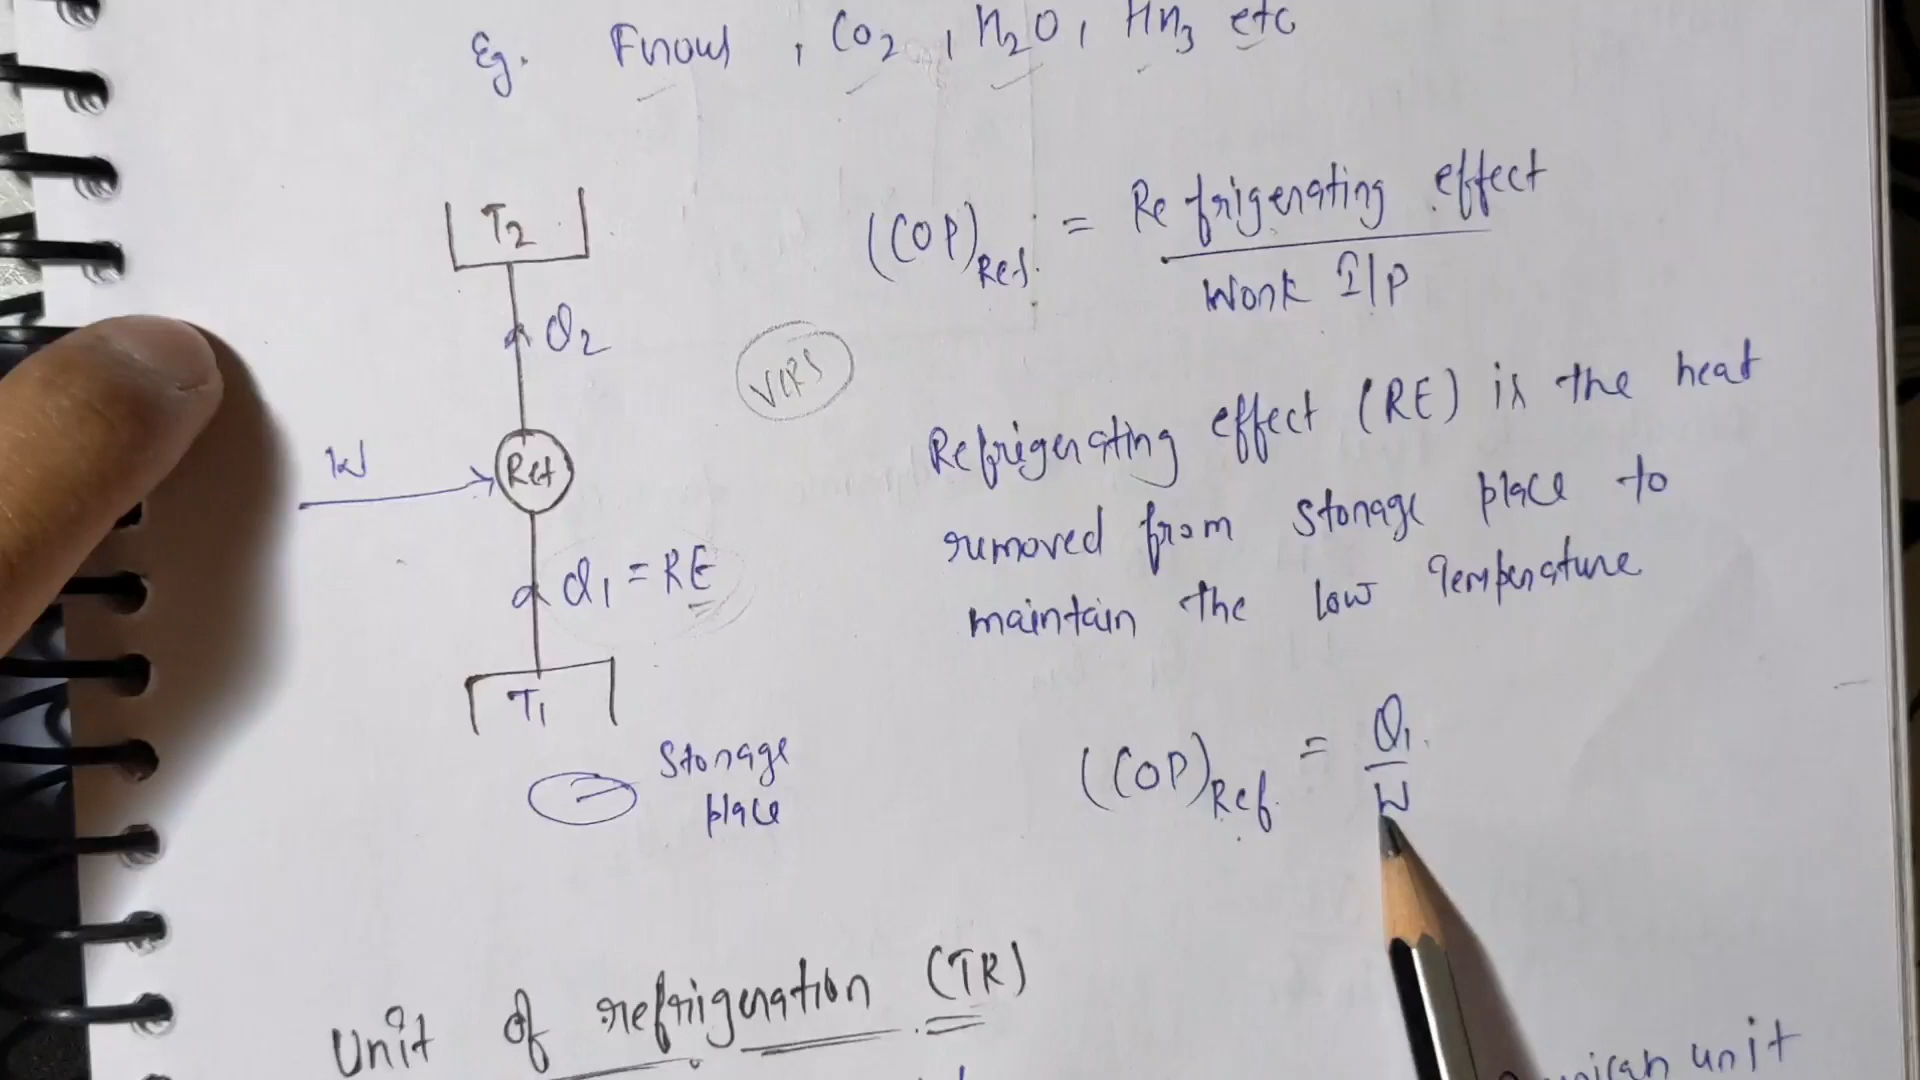 Eg. Freous , Co2 , H2O, Hn3 etc
T2
Q2
W
Ref
Q1 = RE
T1
Storage
place
VCRS
(COP)Ref. = Refrigerating effect
Work I/P
Refrigerating effect (RE) is the heat
removed from storage place to
maintain the low Temperature
(COP)Ref. = Q1
W
Unit of refrigeration (TR)
unit